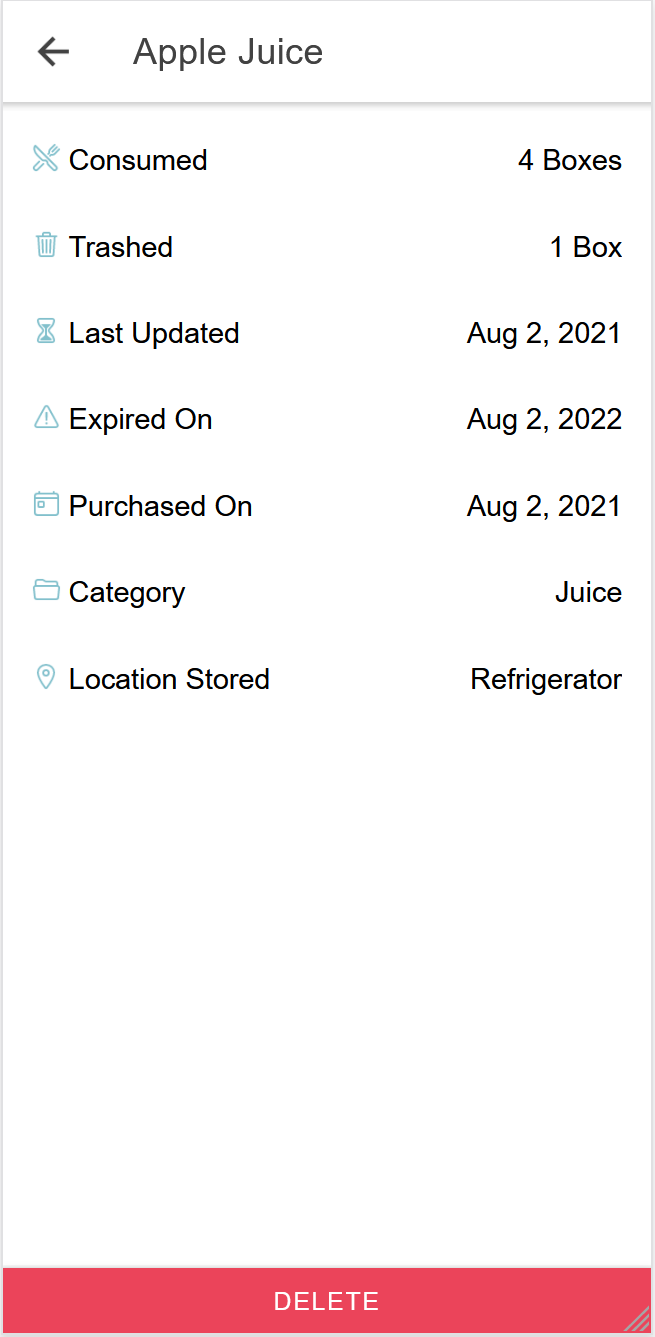 Apple Juice
Consumed 4 Boxes
Trashed 1 Box
Last Updated Aug 2, 2021
Expired On Aug 2, 2022
Purchased On Aug 2, 2021
Category Juice
Location Stored Refrigerator
DELETE